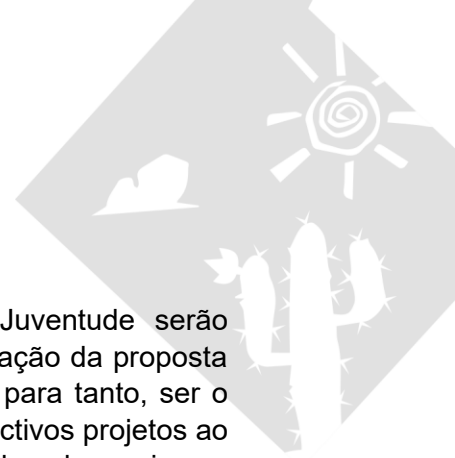 Juventude serão
ação da proposta
para tanto, ser o
ctivos projetos ao